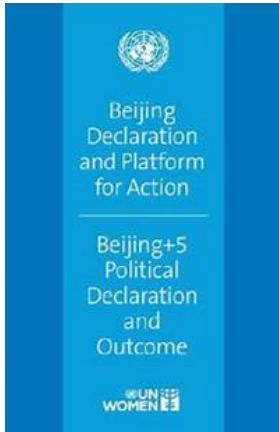 Beijing
Declaration
and Platform
for Action
Beijing+5
Political
Declaration
and
Outcome
UN
WOMEN